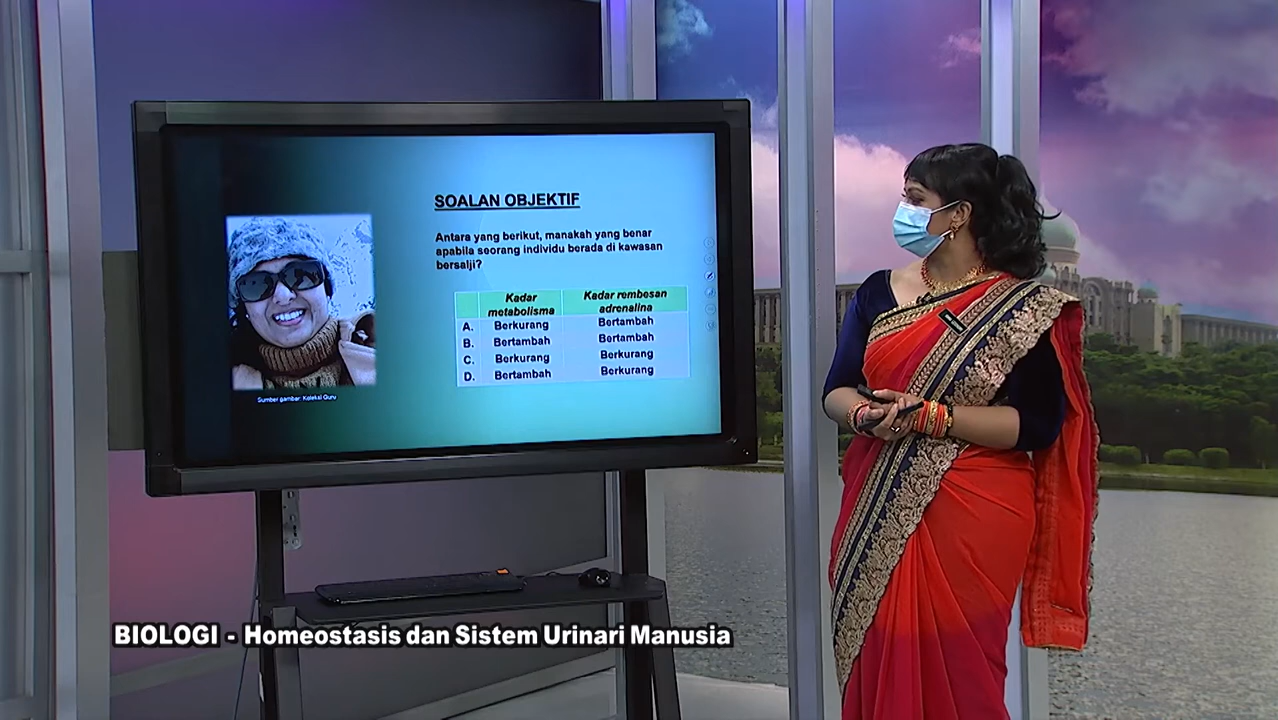 SOALAN OBJEKTIF
Antara yang berikut, manakah yang benar
apabila seorang individu berada di kawasan
bersalji?
Kadar metabolisma Kadar rembesan adrenalina
A. Berkurang Bertambah
B. Bertambah Bertambah
C. Berkurang Berkurang
D. Bertambah Berkurang
Sumber gambar: Koleksi Guru
BIOLOGI - Homeostasis dan Sistem Urinari Manusia